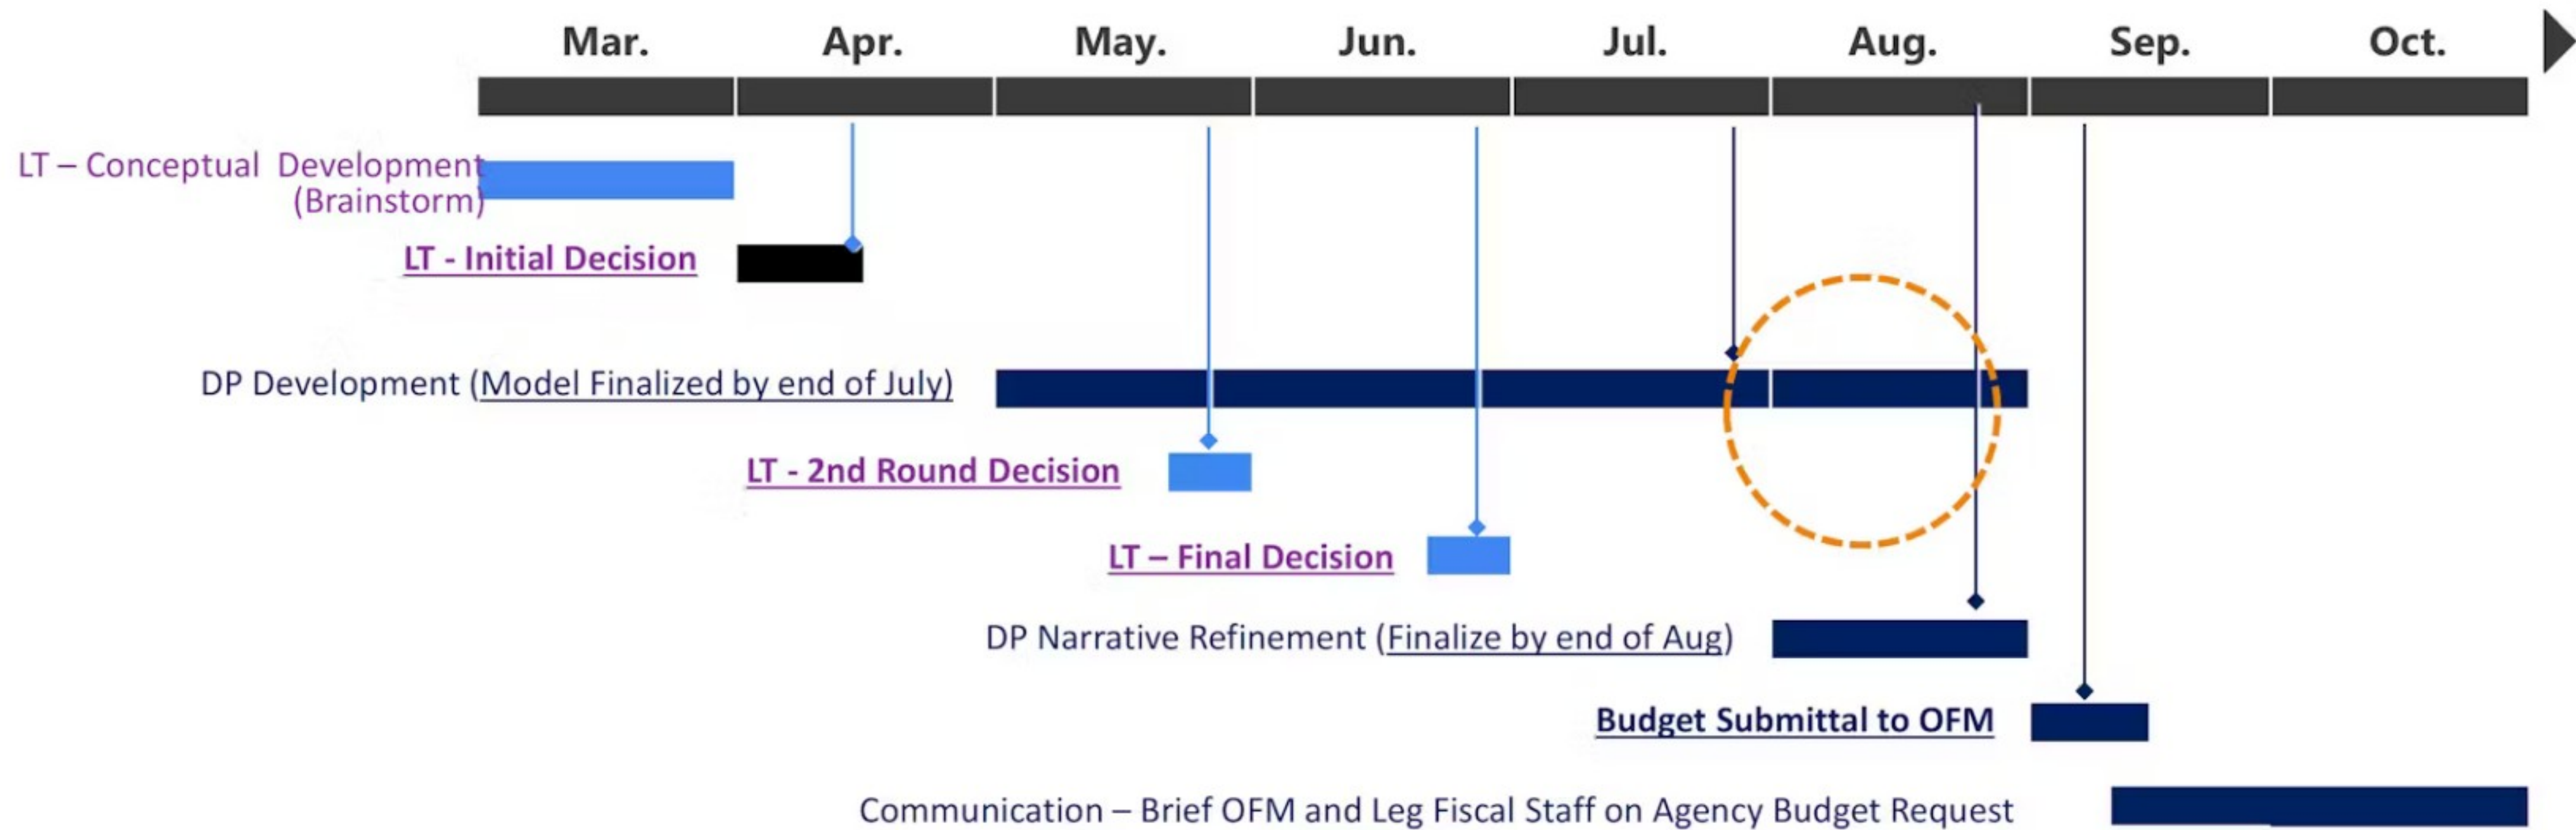 Mar. Apr. May. Jun. Jul. Aug. Sep. Oct.
LT – Conceptual Development
(Brainstorm)
LT - Initial Decision
DP Development (Model Finalized by end of July)
LT - 2nd Round Decision
LT – Final Decision
DP Narrative Refinement (Finalize by end of Aug)
Budget Submittal to OFM
Communication – Brief OFM and Leg Fiscal Staff on Agency Budget Request